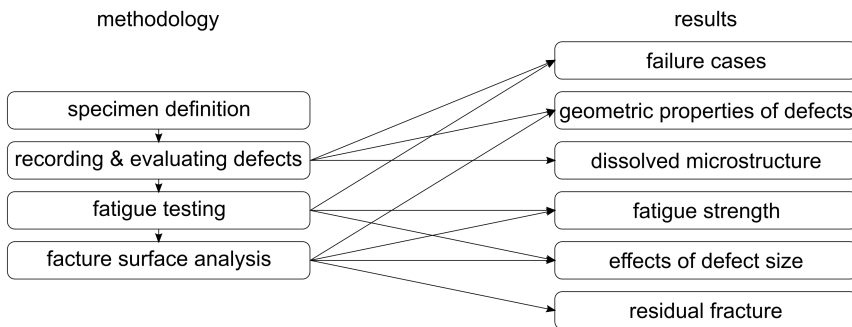 methodology
results
specimen definition
recording & evaluating defects
fatigue testing
facture surface analysis
failure cases
geometric properties of defects
dissolved microstructure
fatigue strength
effects of defect size
residual fracture